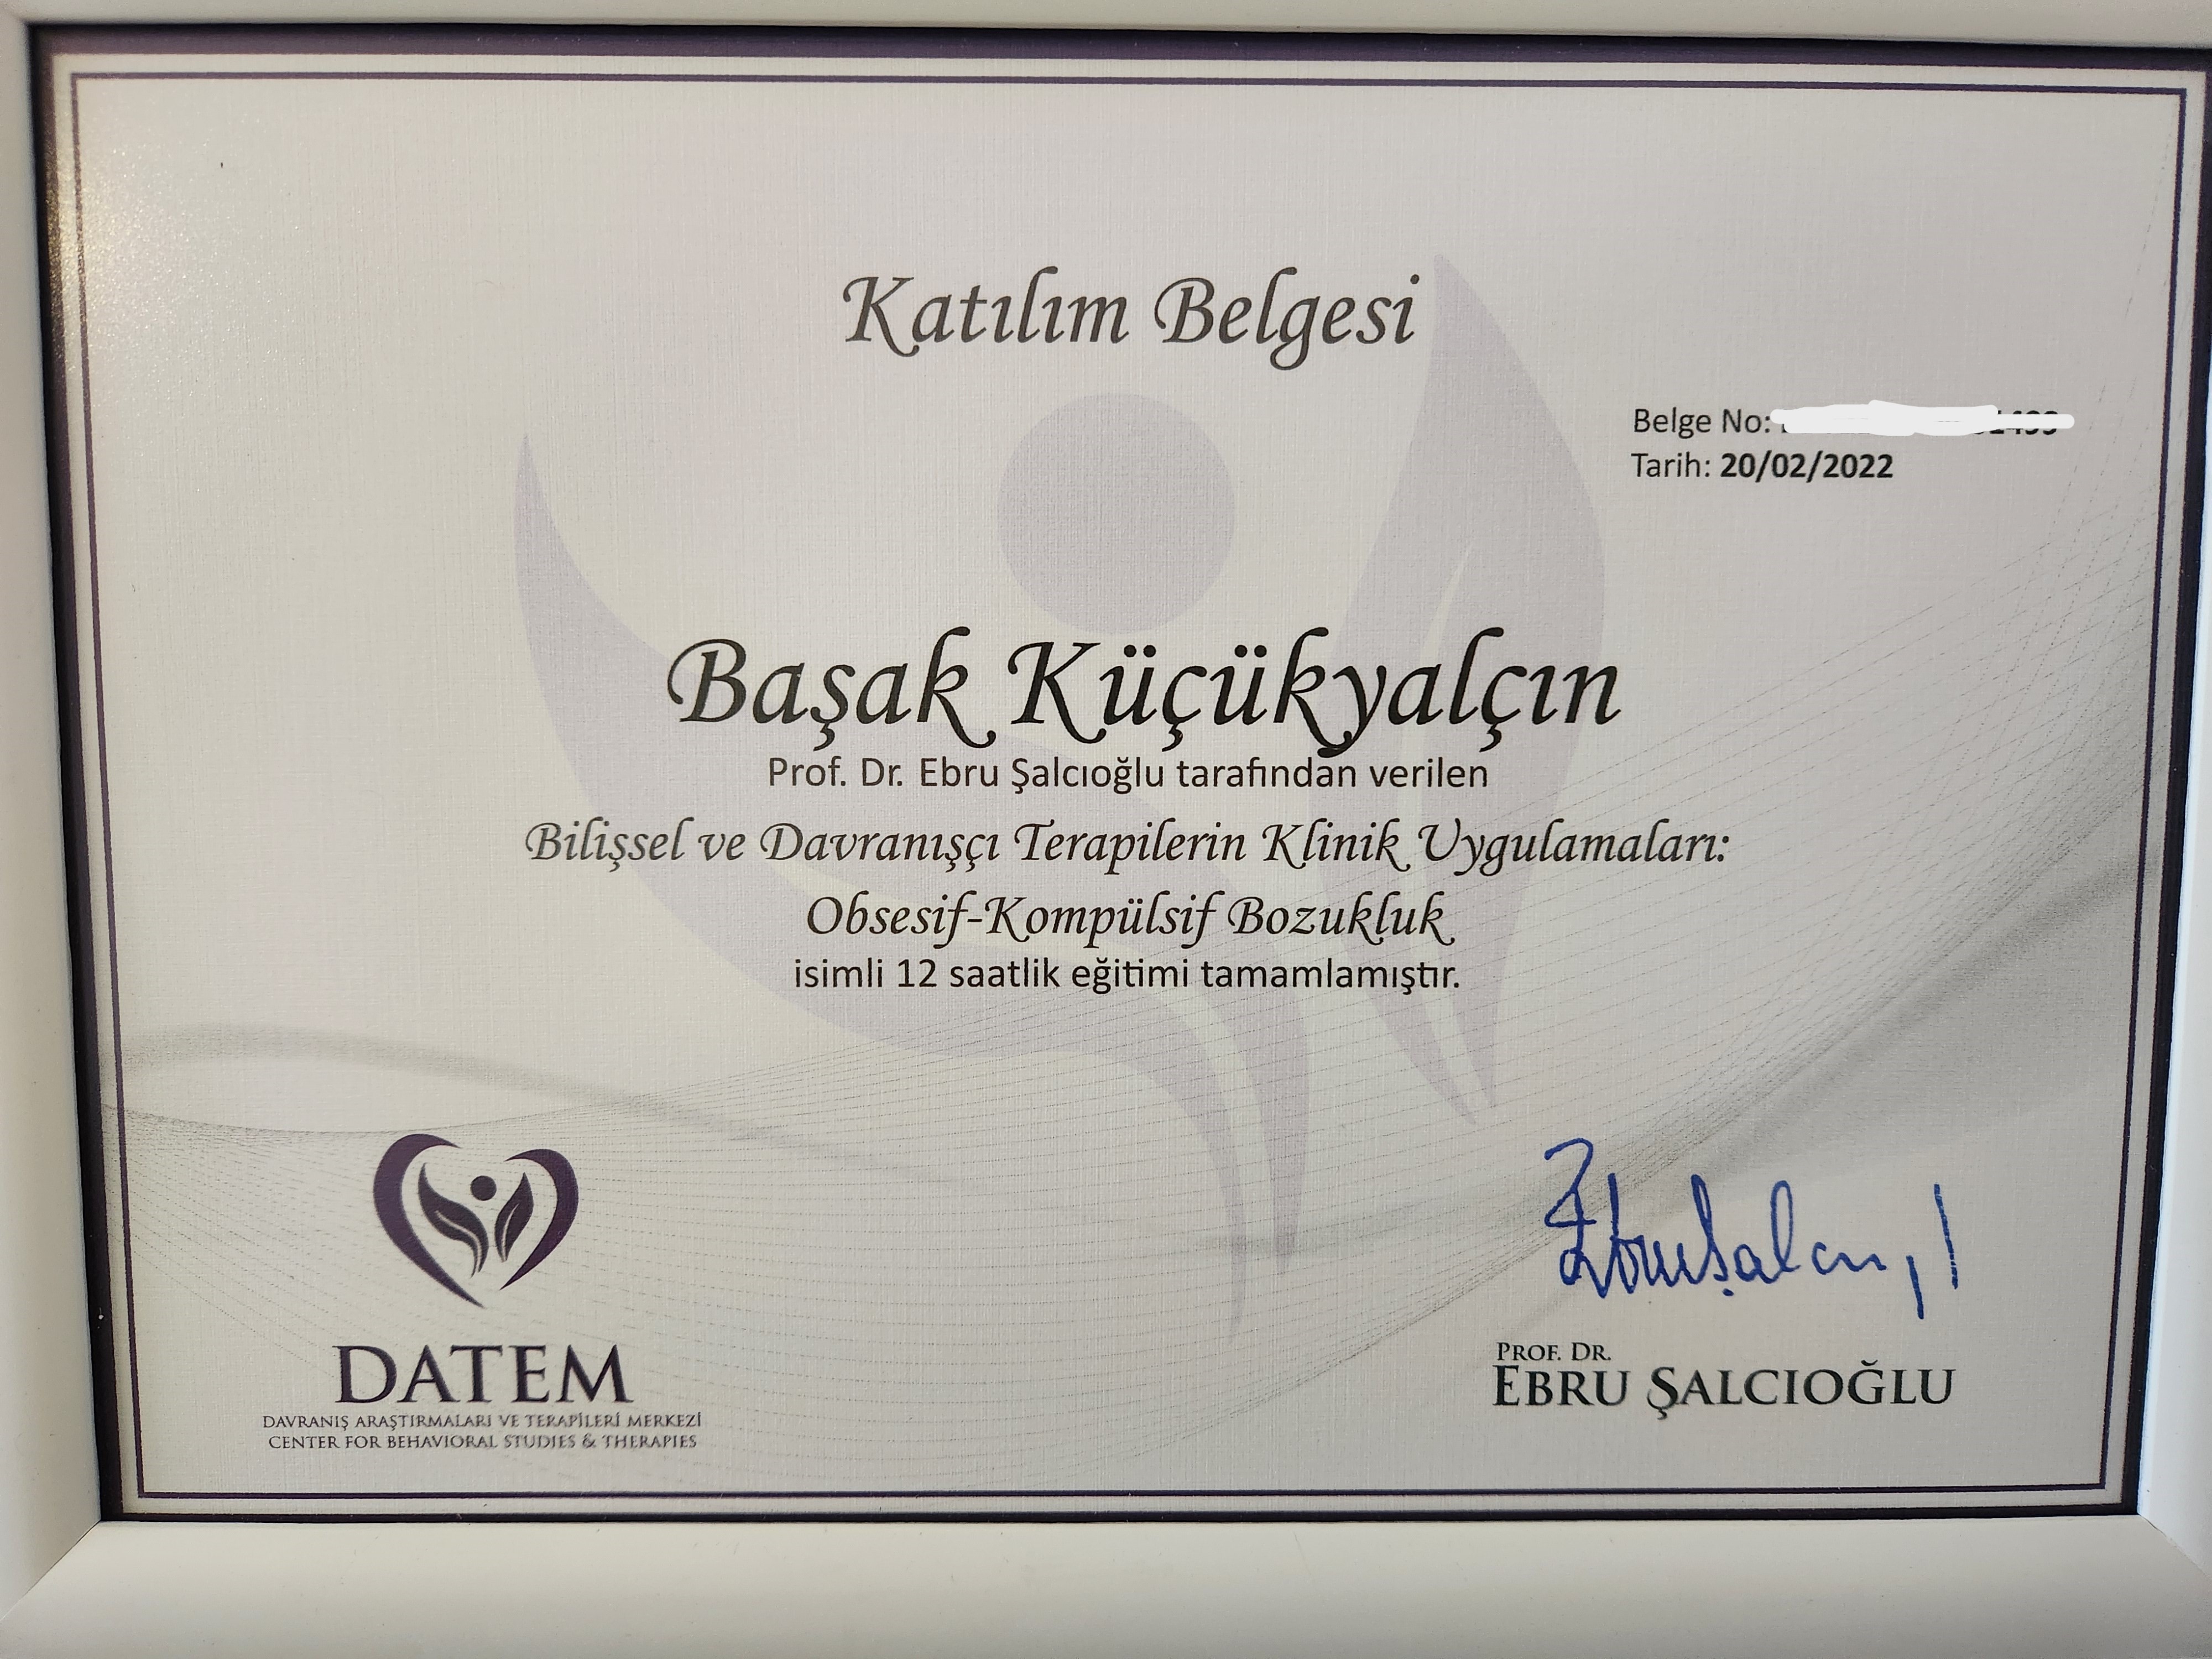 Katılım Belgesi
Belge No:
Tarih: 20/02/2022
Başak Küçükyalçın
Prof. Dr. Ebru Şalcıoğlu tarafından verilen
Bilişsel ve Davranışçı Terapilerin Klinik Uygulamaları:
Obsesif-Kompülsif Bozukluk
isimli 12 saatlik eğitimi tamamlamıştır.
DATEM
DAVRANIŞ ARAŞTIRMALARI VE TERAPİLERİ MERKEZİ
CENTER FOR BEHAVIORAL STUDIES & THERAPIES
PROF. DR.
EBRU ŞALCIOĞLU